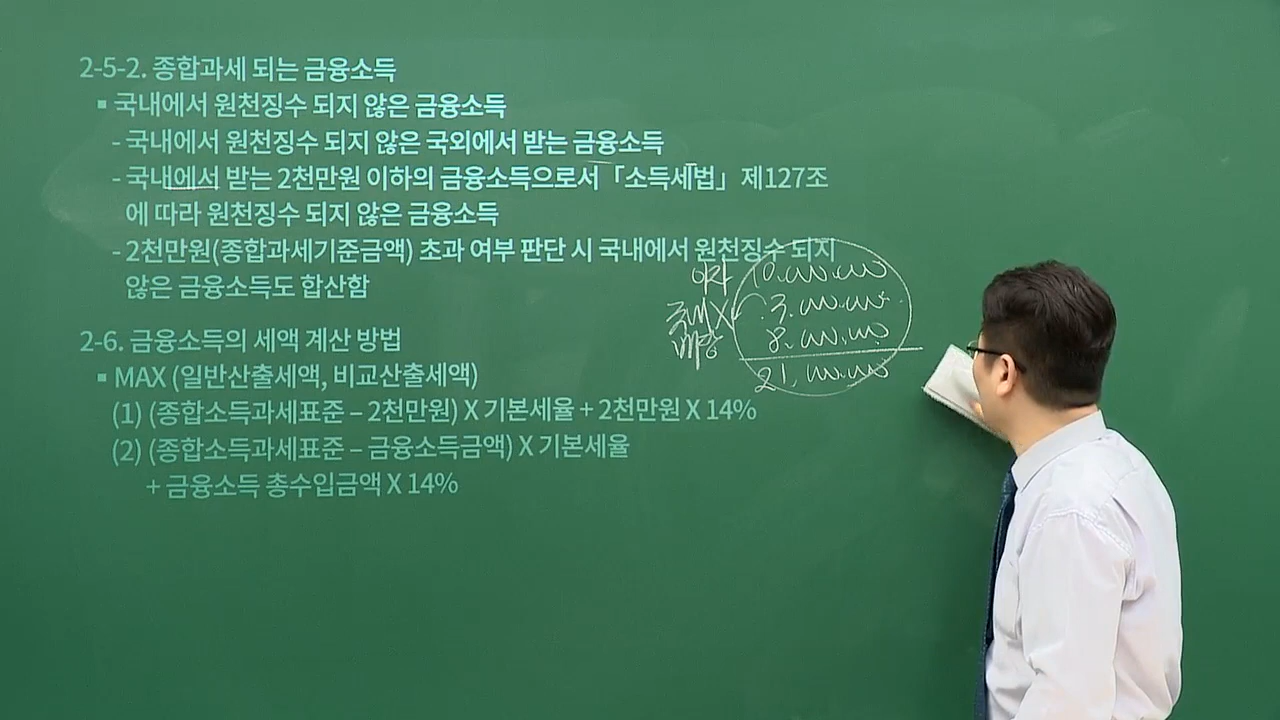 2-5-2. 종합과세 되는 금융소득
▪ 국내에서 원천징수 되지 않은 금융소득
- 국내에서 원천징수 되지 않은 국외에서 받는 금융소득
- 국내에서 받는 2천만원 이하의 금융소득으로서「소득세법」제127조
에 따라 원천징수 되지 않은 금융소득
- 2천만원(종합과세기준금액) 초과 여부 판단 시 국내에서 원천징수 되지
않은 금융소득도 합산함
이자 10,000,000
국내X 3,000,000
배당 8,000,000
21,000,000
2-6. 금융소득의 세액 계산 방법
▪ MAX (일반산출세액, 비교산출세액)
(1) (종합소득과세표준 – 2천만원) X 기본세율 + 2천만원 X 14%
(2) (종합소득과세표준 – 금융소득금액) X 기본세율
+ 금융소득 총수입금액 X 14%